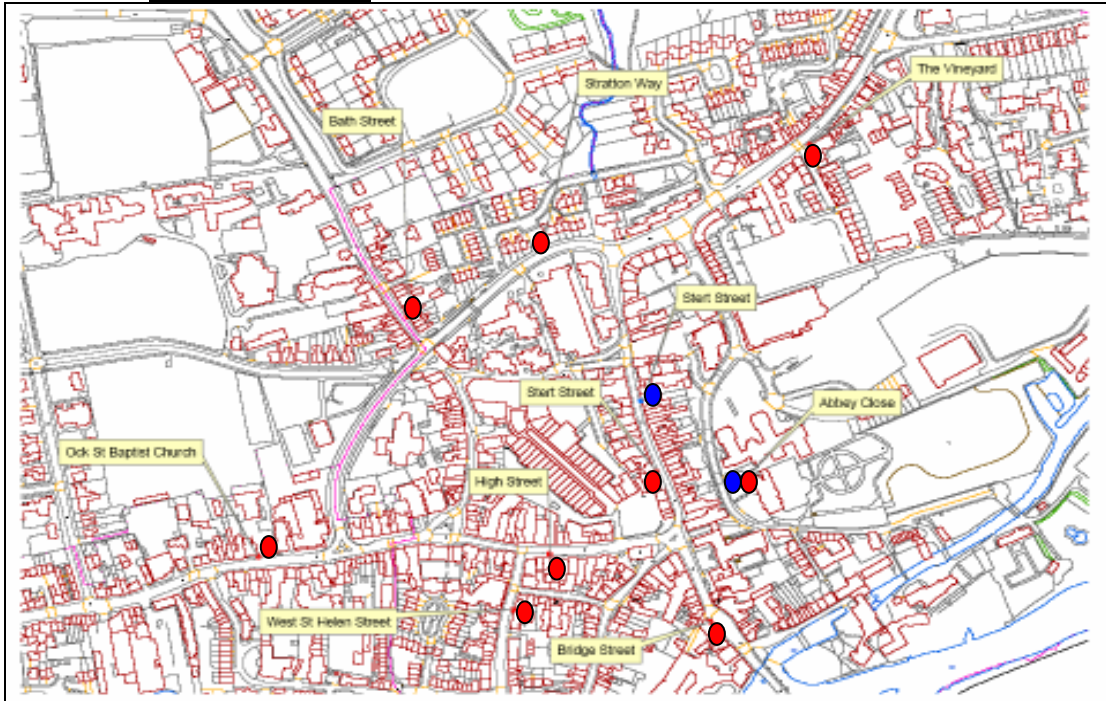 The Vineyard
Stratton Way
Bath Street
Stert Street
Stert Street
Abbey Close
Ock St Baptist Church
High Street
West St Helen Street
Bridge Street